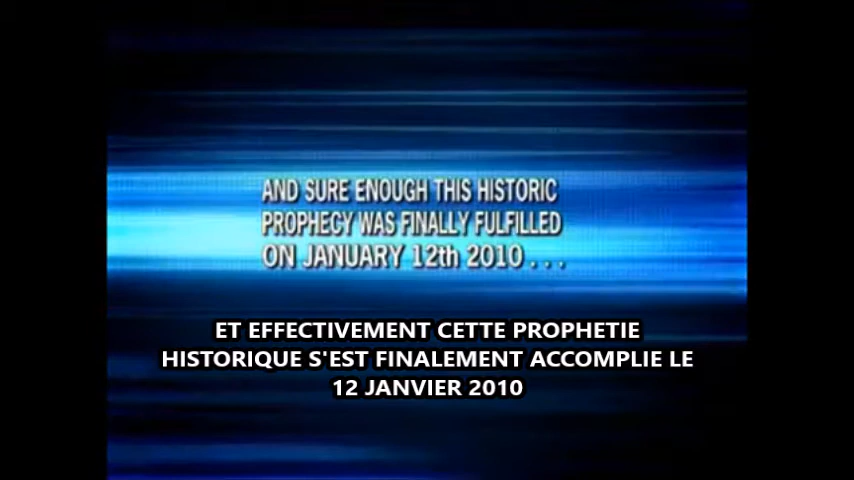 AND SURE ENOUGH THIS HISTORIC
PROPHECY WAS FINALLY FULFILLED
ON JANUARY 12th 2010 . . .
ET EFFECTIVEMENT CETTE PROPHETIE
HISTORIQUE S'EST FINALEMENT ACCOMPLIE LE
12 JANVIER 2010